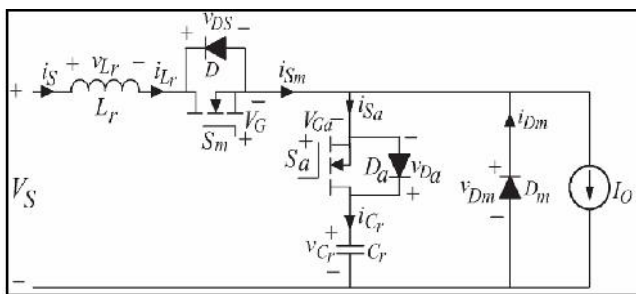 + v_DS −
D
i_S + v_Lr − i_Lr
L_r
i_Sm
+
V_G −
S_m +
V_S
V_Ga − i_Sa
+
S_a
D_a
−
v_Da
+
i_Cr
+
v_Cr C_r
−
i_Dm
+
v_Dm D_m
−
I_O
−